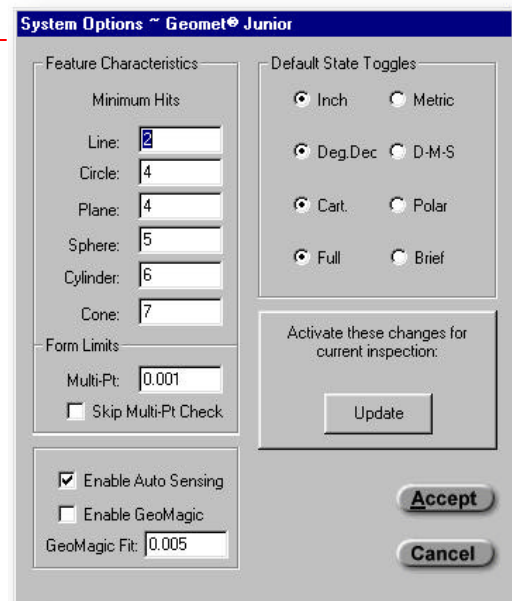 System Options ~ Geomet® Junior
Feature Characteristics
Minimum Hits
Line: 2
Circle: 4
Plane: 4
Sphere: 5
Cylinder: 6
Cone: 7
Form Limits
Multi-Pt: 0.001
Skip Multi-Pt Check
Enable Auto Sensing
Enable GeoMagic
GeoMagic Fit: 0.005
Default State Toggles
Inch Metric
Deg.Dec D-M-S
Cart. Polar
Full Brief
Activate these changes for
current inspection:
Update
Accept
Cancel